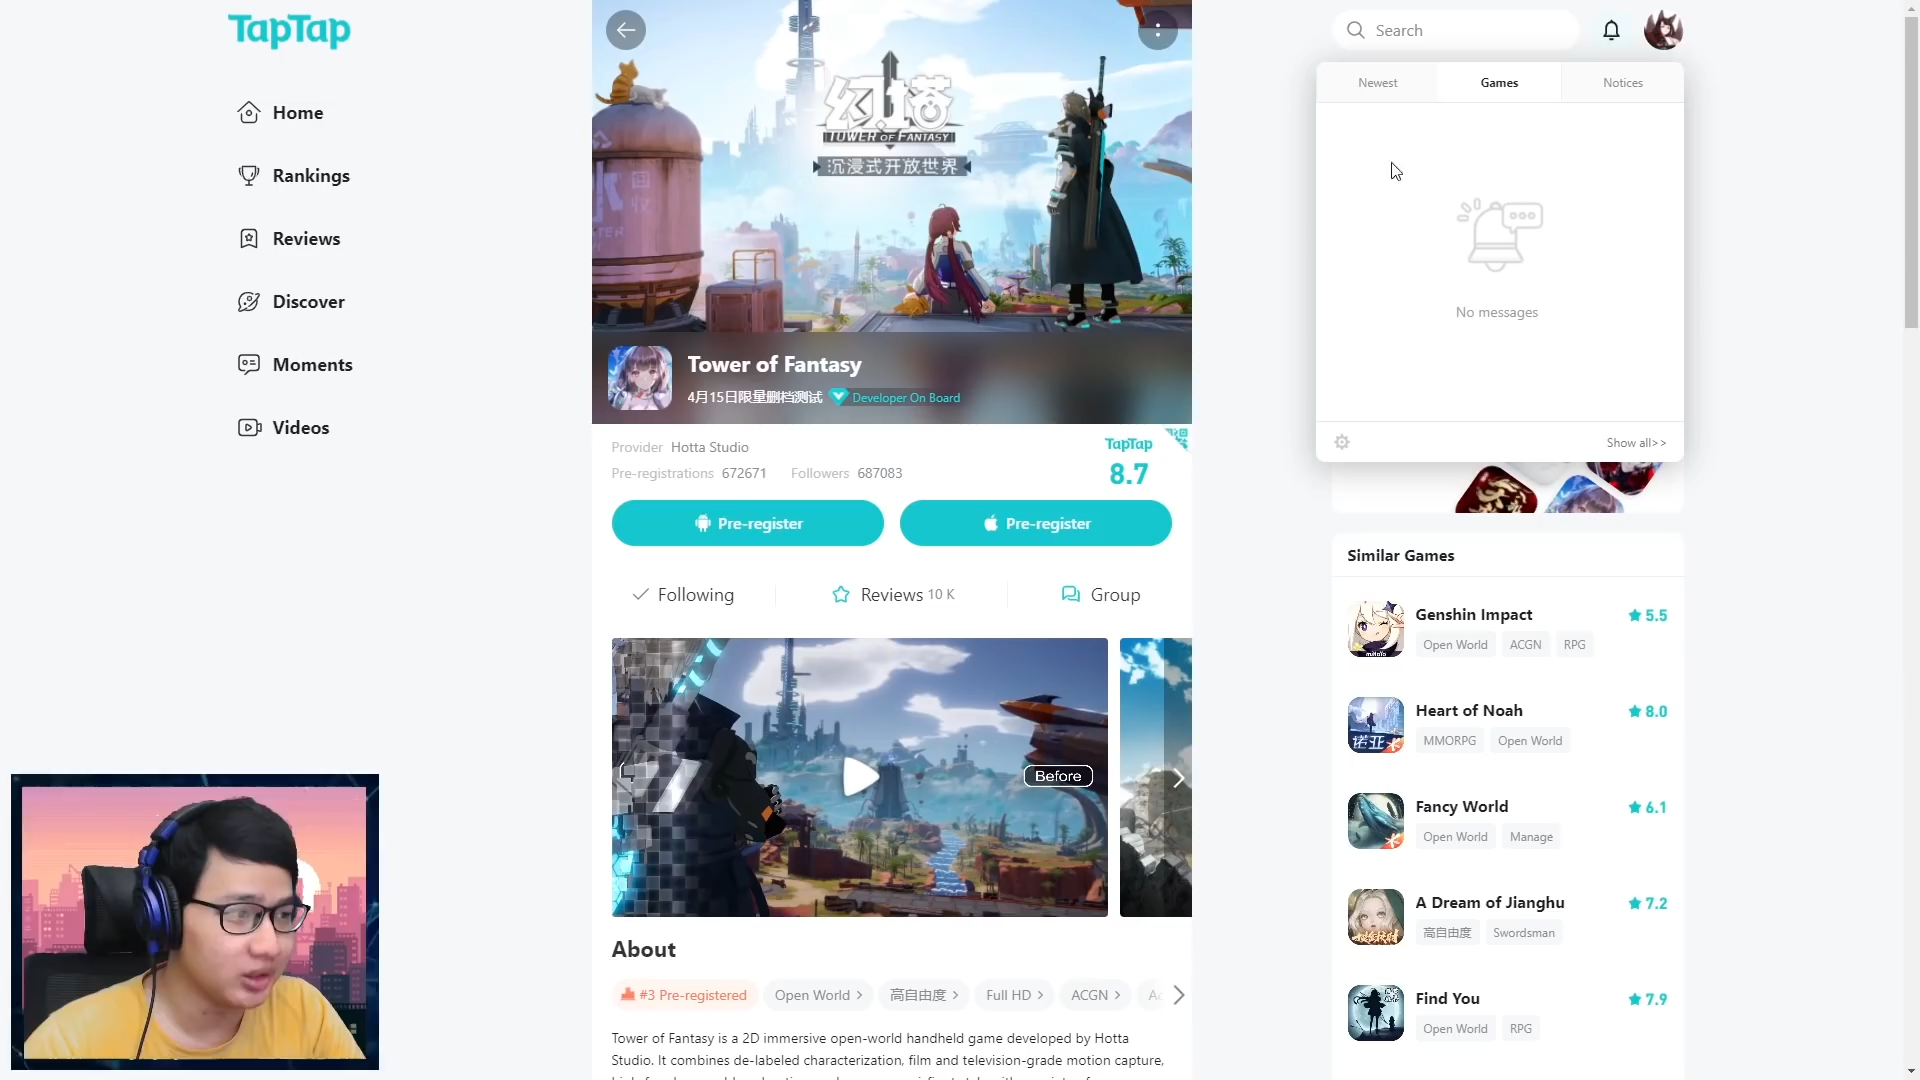 TapTap
Home
Rankings
Reviews
Discover
Moments
Videos
幻塔
TOWER OF FANTASY
沉浸式开放世界
Tower of Fantasy
4月15日限量删档测试 Developer On Board
Provider Hotta Studio
Pre-registrations 672671 Followers 687083
TapTap
8.7
Pre-register
Pre-register
Following
Reviews 10 K
Group
Before
About
#3 Pre-registered
Open World >
高自由度 >
Full HD >
ACGN >
Tower of Fantasy is a 2D immersive open-world handheld game developed by Hotta
Studio. It combines de-labeled characterization, film and television-grade motion capture,
Search
Newest
Games
Notices
No messages
Show all>>
Similar Games
Genshin Impact
5.5
Open World ACGN RPG
Heart of Noah
8.0
MMORPG Open World
Fancy World
6.1
Open World Manage
A Dream of Jianghu
7.2
高自由度 Swordsman
Find You
7.9
Open World RPG